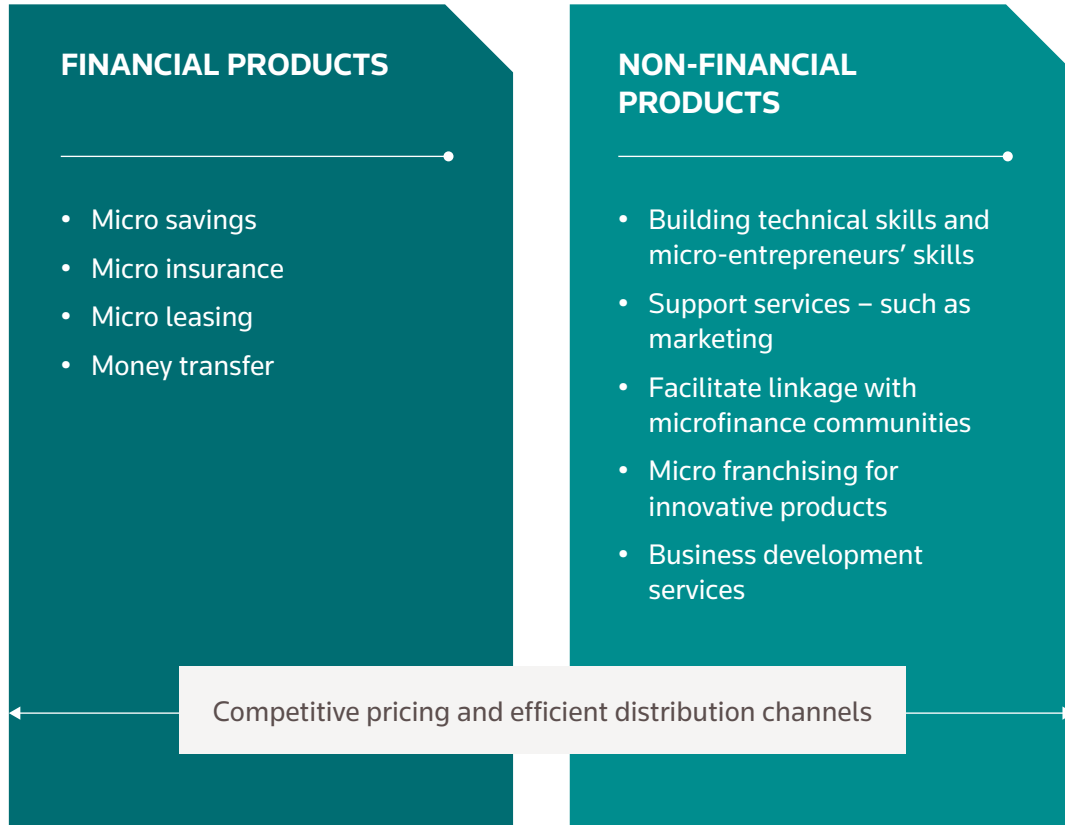 FINANCIAL PRODUCTS
• Micro savings
• Micro insurance
• Micro leasing
• Money transfer
NON-FINANCIAL
PRODUCTS
• Building technical skills and
micro-entrepreneurs’ skills
• Support services – such as
marketing
• Facilitate linkage with
microfinance communities
• Micro franchising for
innovative products
• Business development
services
Competitive pricing and efficient distribution channels